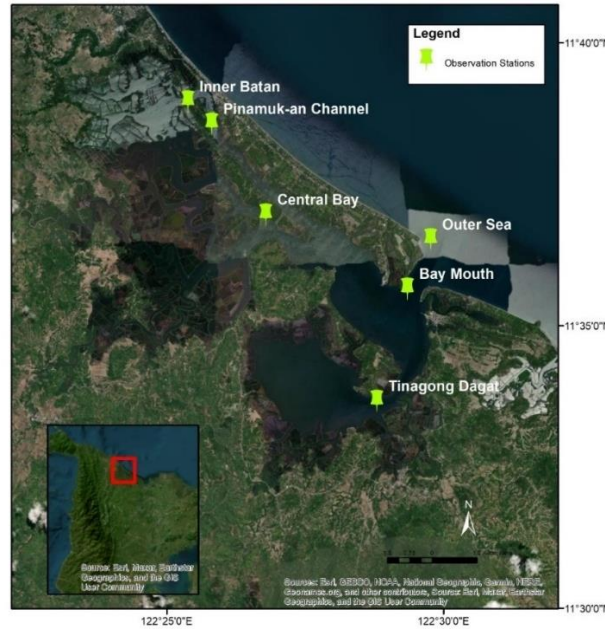 Legend
Observation Stations
11°40'0"N
Inner Batan
Pinamuk-an Channel
Central Bay
Outer Sea
Bay Mouth
11°35'0"N
Tinagong Dagat
N
Sources: Esri, Maxar, Earthstar
Geographics, and the GIS
User Community
Sources: Esri, GEBCO, NOAA, National Geographic, Garmin, HERE,
Geonames.org, and other contributors, Source: Esri, Maxar, Earthstar
Geographics, and the GIS User Community
11°30'0"N
122°25'0"E
122°30'0"E